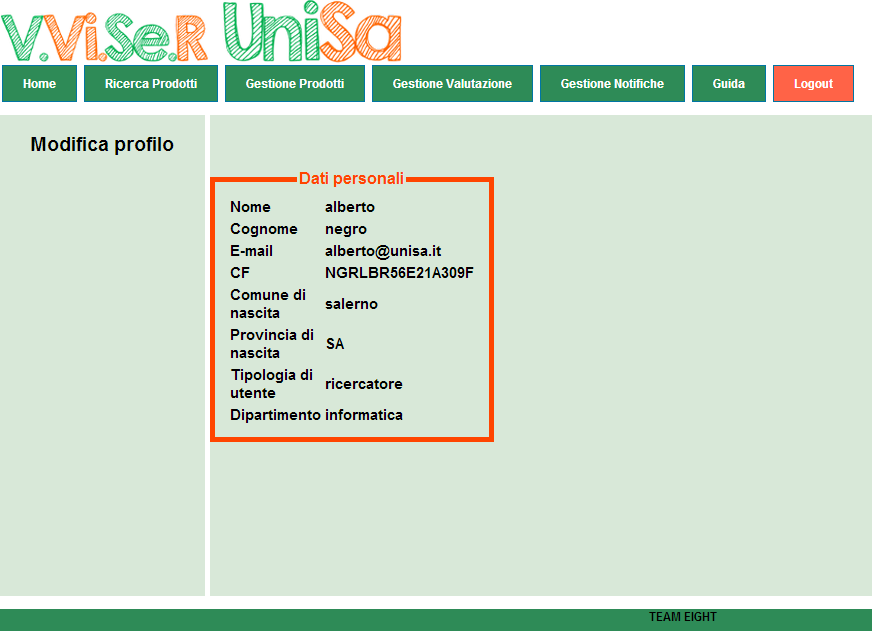 V.Vi.Se.R UniSa
Home Ricerca Prodotti Gestione Prodotti Gestione Valutazione Gestione Notifiche Guida Logout
Modifica profilo
Dati personali
Nome alberto
Cognome negro
E-mail alberto@unisa.it
CF NGRLBR56E21A309F
Comune di
nascita
salerno
Provincia di
nascita
SA
Tipologia di
utente
ricercatore
Dipartimento informatica
TEAM EIGHT